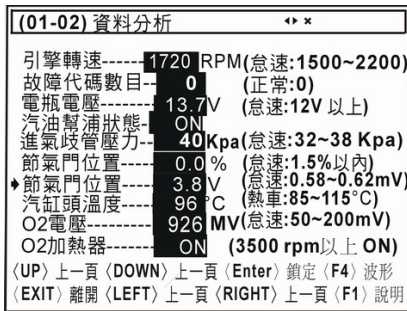 (01-02) 資料分析
引擎轉速------ 1720 RPM(怠速:1500~2200)
故障代碼數目-- 0 (正常:0)
電瓶電壓------ 13.7V (怠速:12V 以上)
汽油幫浦狀態- ON
進氣歧管壓力-- 40 Kpa(怠速:32~38 Kpa)
節氣門位置---- 0.0 % (怠速:1.5%以內)
節氣門位置---- 3.8 V (怠速:0.58~0.62mV)
汽缸頭溫度---- 96 °C (熱車:85~115°C)
O2電壓------- 926 MV(怠速:50~200mV)
O2加熱器------ ON (3500 rpm以上 ON)
〈UP〉上一頁〈DOWN〉上一頁〈Enter〉鎖定〈F4〉波形
〈EXIT〉離開〈LEFT〉上一頁〈RIGHT〉上一頁〈F1〉說明